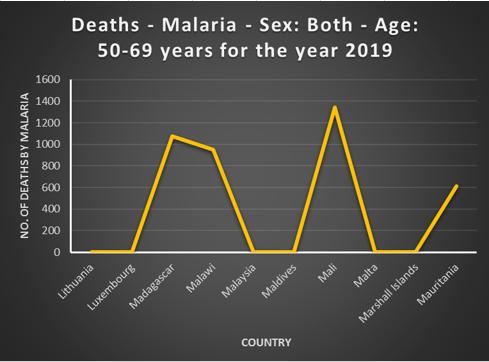 Deaths - Malaria - Sex: Both - Age:
50-69 years for the year 2019
NO. OF DEATHS BY MALARIA
1600
1400
1200
1000
800
600
400
200
0
Lithuania
Luxembourg
Madagascar
Malawi
Malaysia
Maldives
Mali
Malta
Marshall Islands
Mauritania
COUNTRY